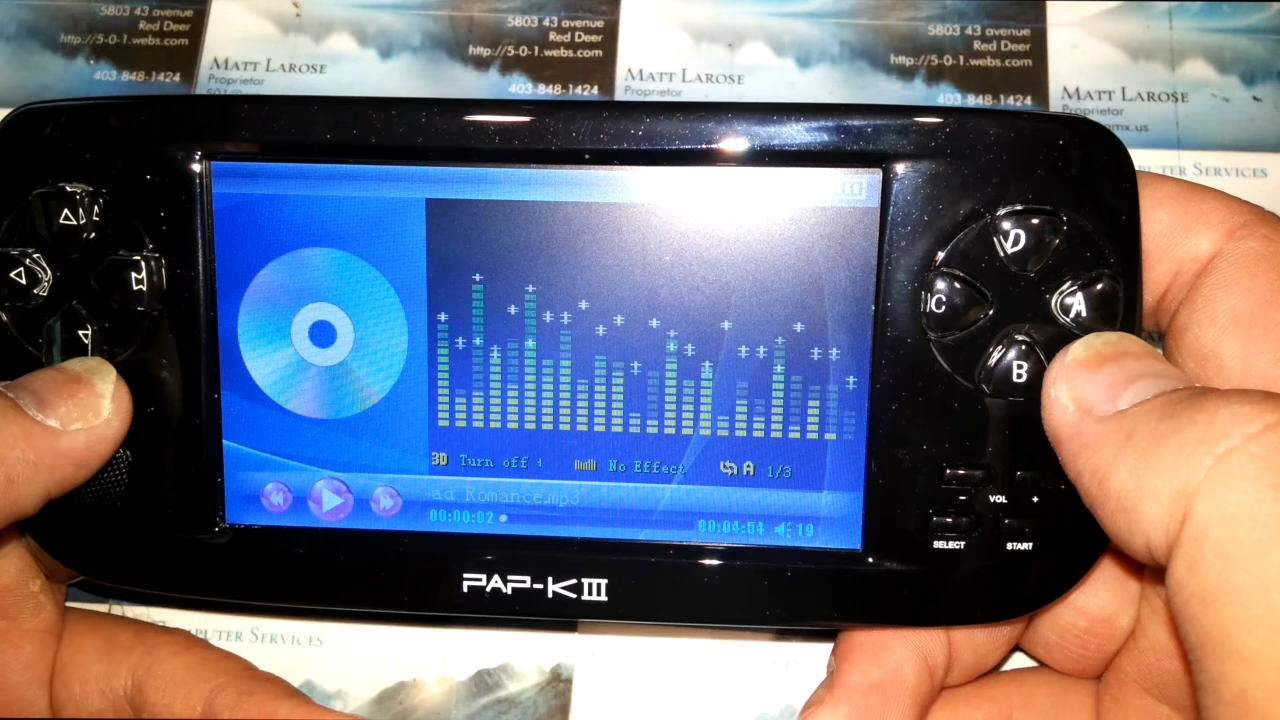 5803 43 avenue
Red Deer
http://5-0-1.webs.com
403-848-1424
MATT LAROSE
Proprietor
5803 43 avenue
Red Deer
http://5-0-1.webs.com
403-848-1424
MATT LAROSE
Proprietor
5803 43 avenue
Red Deer
http://5-0-1.webs.com
403-848-1424
MATT LAROSE
Proprietor
mx.us
COMPUTER SERVICES
D
C
A
B
3D Turn off
No Effect
A 1/3
ad Romance.mp3
00:00:02
00:04:54
19
- VOL +
SELECT
START
PAP-KIII
COMPUTER SERVICES